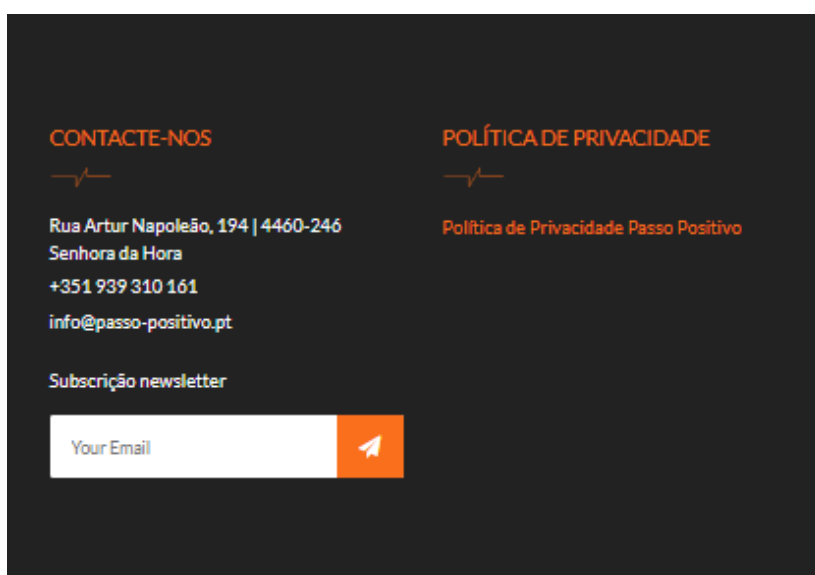 CONTACTE-NOS
Rua Artur Napoleão, 194 | 4460-246
Senhora da Hora
+351 939 310 161
info@passo-positivo.pt
Subscrição newsletter
Your Email
POLÍTICA DE PRIVACIDADE
Política de Privacidade Passo Positivo